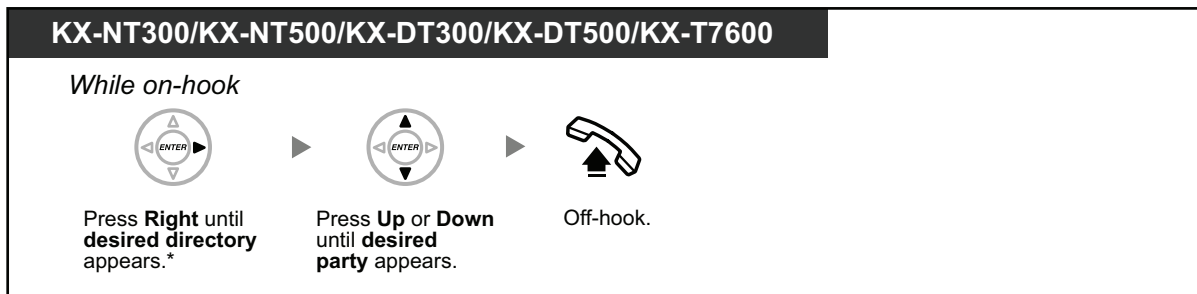 KX-NT300/KX-NT500/KX-DT300/KX-DT500/KX-T7600
While on-hook
ENTER
ENTER
Press Right until
desired directory
appears.*
Press Up or Down
until desired
party appears.
Off-hook.